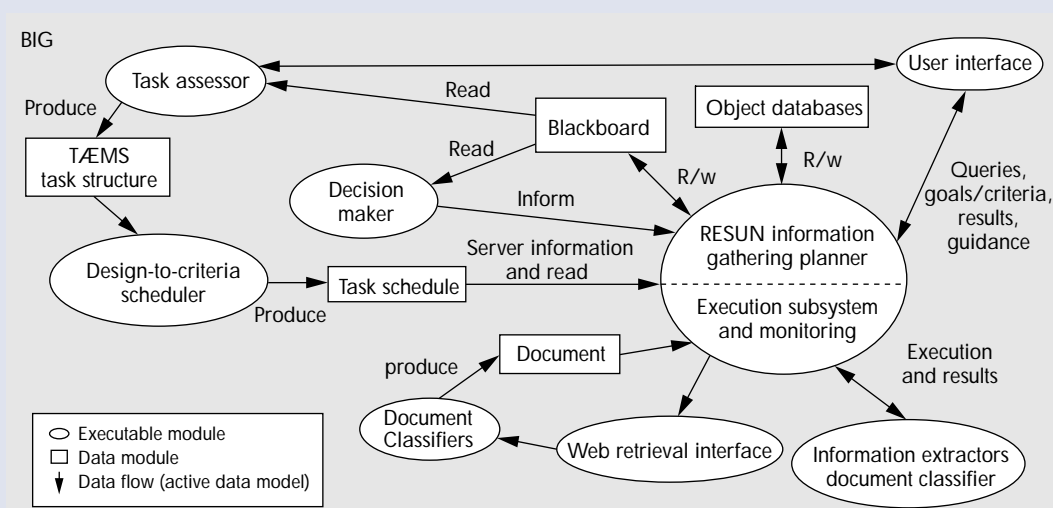 BIG
Task assessor
User interface
Produce
Read
Object databases
Blackboard
TÆMS
task structure
Read
R/w
R/w
Queries,
goals/criteria,
results,
guidance
Decision
maker
Inform
RESUN information
gathering planner
Design-to-criteria
scheduler
Server information
and read
Task schedule
Produce
Execution subsystem
and monitoring
Document
produce
Execution
and results
Document
Classifiers
Web retrieval interface
Information extractors
document classifier
Executable module
Data module
Data flow (active data model)